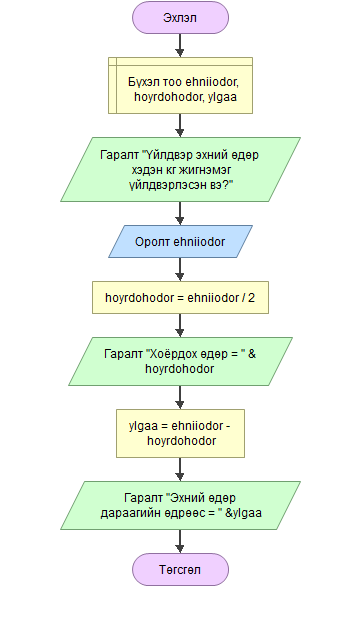 Эхлэл
Бүхэл тоо ehniiodor,
hoyrdohodor, ylgaa
Гаралт "Үйлдвэр эхний өдөр
хэдэн кг жигнэмэг
үйлдвэрлэсэн вэ?"
Оролт ehniiodor
hoyrdohodor = ehniiodor / 2
Гаралт "Хоёрдох өдөр = " &
hoyrdohodor
ylgaa = ehniiodor -
hoyrdohodor
Гаралт "Эхний өдөр
дараагийн өдрөөс = " &ylgaa
Төгсгөл